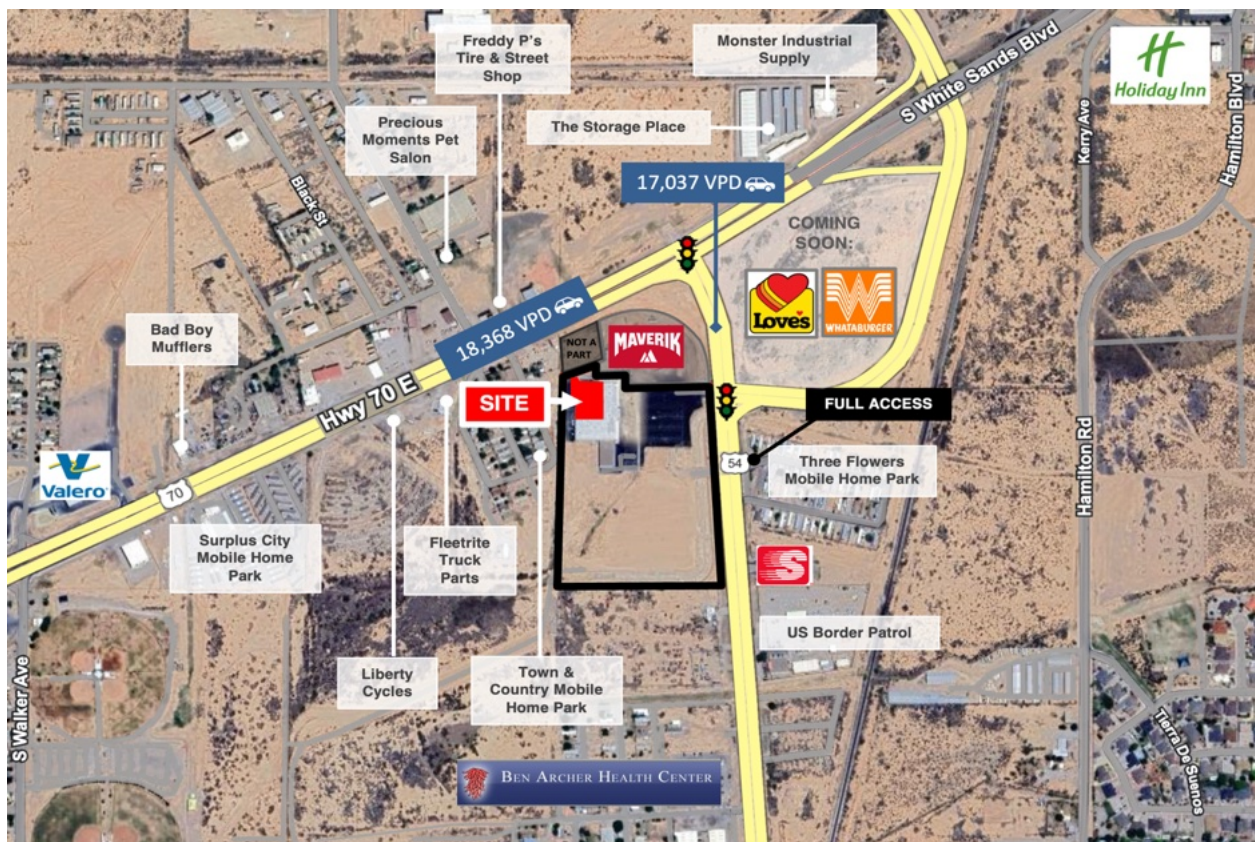 Freddy P's
Tire & Street
Shop
Monster Industrial
Supply
S White Sands Blvd
H
Holiday Inn
Hamilton Blvd
Kerry Ave
Precious
Moments Pet
Salon
The Storage Place
Black St
17,037 VPD
COMING
SOON:
Love's
W
WHATABURGER
Bad Boy
Mufflers
18,368 VPD
NOT A
PART
MAVERIK
Hwy 70 E
SITE
FULL ACCESS
54
Three Flowers
Mobile Home Park
Hamilton Rd
V
Valero
70
Surplus City
Mobile Home
Park
Fleetrite
Truck
Parts
S
US Border Patrol
Liberty
Cycles
Town &
Country Mobile
Home Park
S Walker Ave
Tierra De Suenos
BEN ARCHER HEALTH CENTER